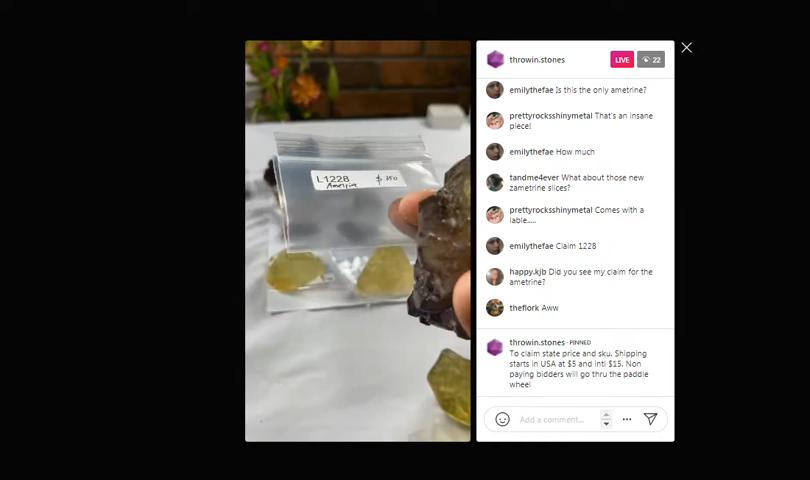 throwin.stones
LIVE
22
emilythefae Is this the only ametrine?
prettyrocksshinymetal That's an insane
piece!
emilythefae How much
tandme4ever What about those new
zametrine slices?
prettyrocksshinymetal Comes with a
lable.....
emilythefae Claim 1228
happy.kjb Did you see my claim for the
ametrine?
theflork Aww
throwin.stones · PINNED
To claim state price and sku. Shipping
starts in USA at $5 and intl $15. Non
paying bidders will go thru the paddle
wheel
Add a comment...
L1228
Ametrine
$350